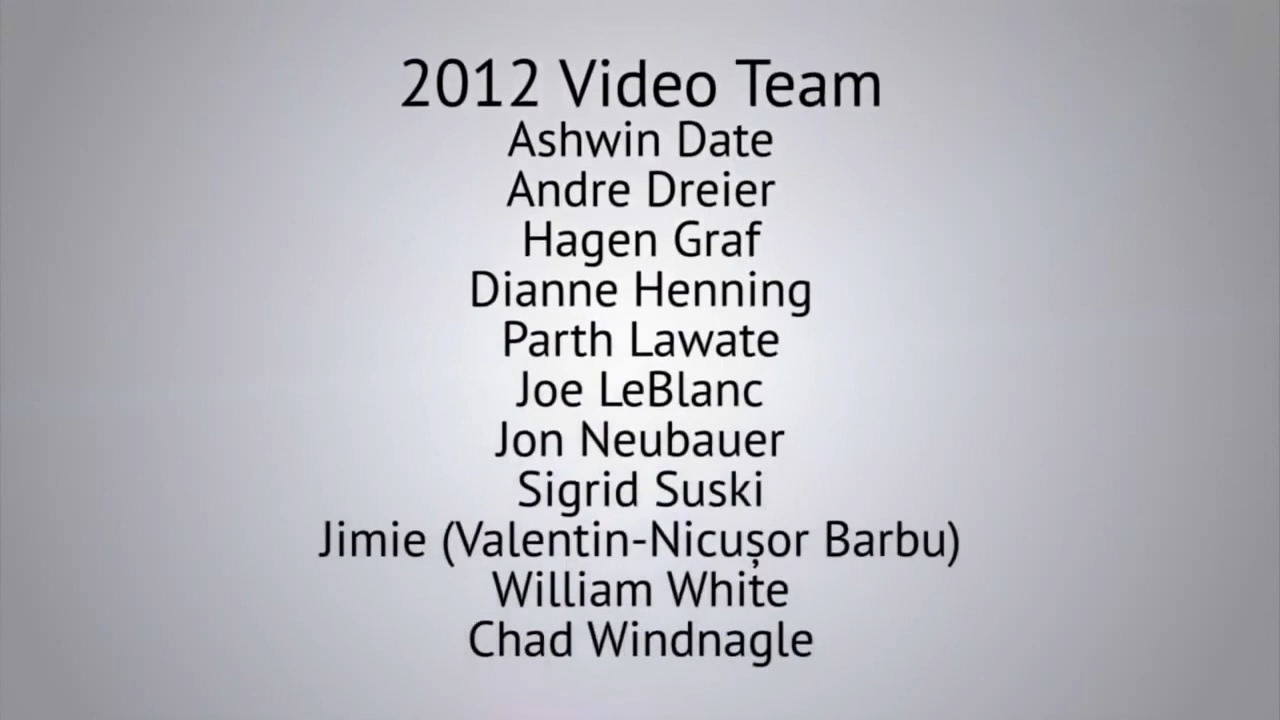 2012 Video Team
Ashwin Date
Andre Dreier
Hagen Graf
Dianne Henning
Parth Lawate
Joe LeBlanc
Jon Neubauer
Sigrid Suski
Jimie (Valentin-Nicușor Barbu)
William White
Chad Windnagle